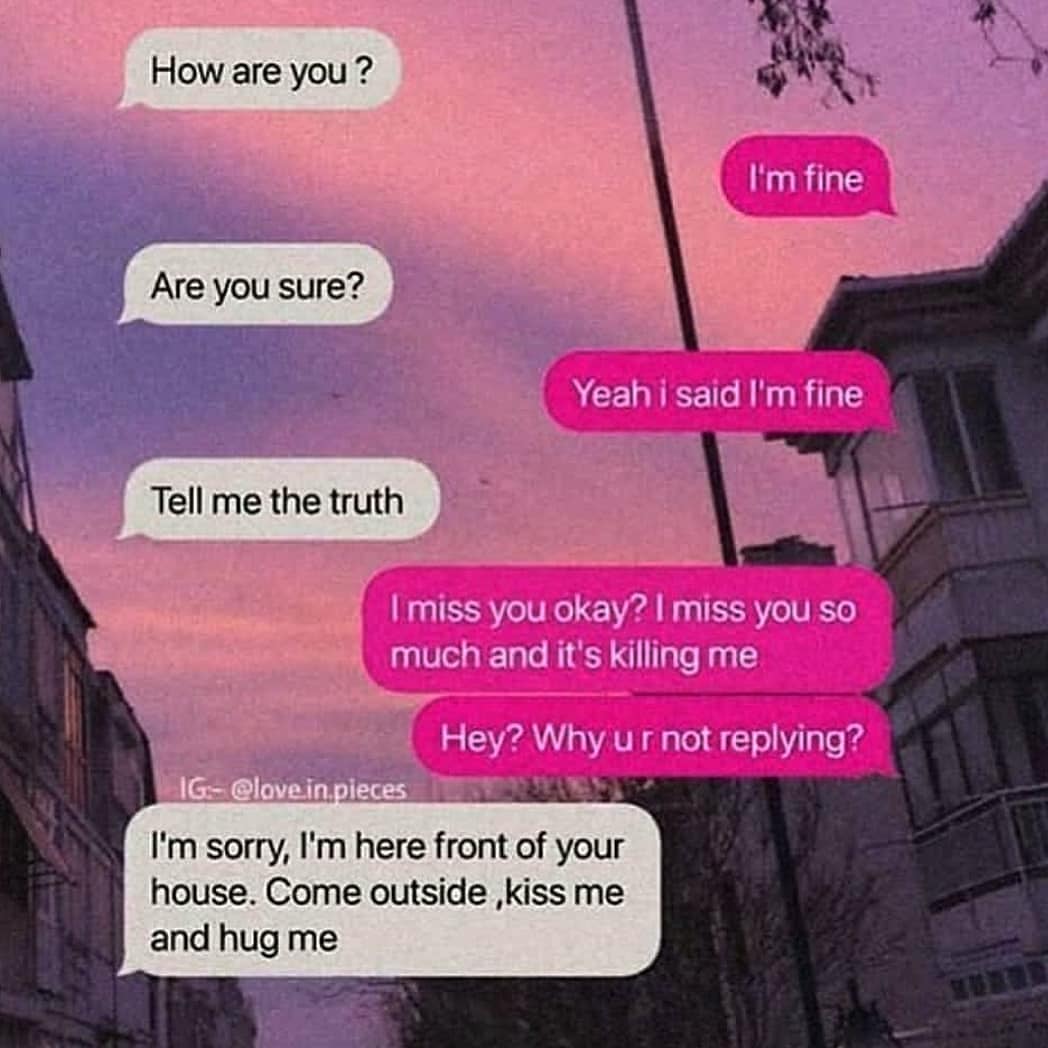 How are you ?
I'm fine
Are you sure?
Yeah i said I'm fine
Tell me the truth
I miss you okay? I miss you so
much and it's killing me
Hey? Why u r not replying?
IG:- @love.in.pieces
I'm sorry, I'm here front of your
house. Come outside ,kiss me
and hug me